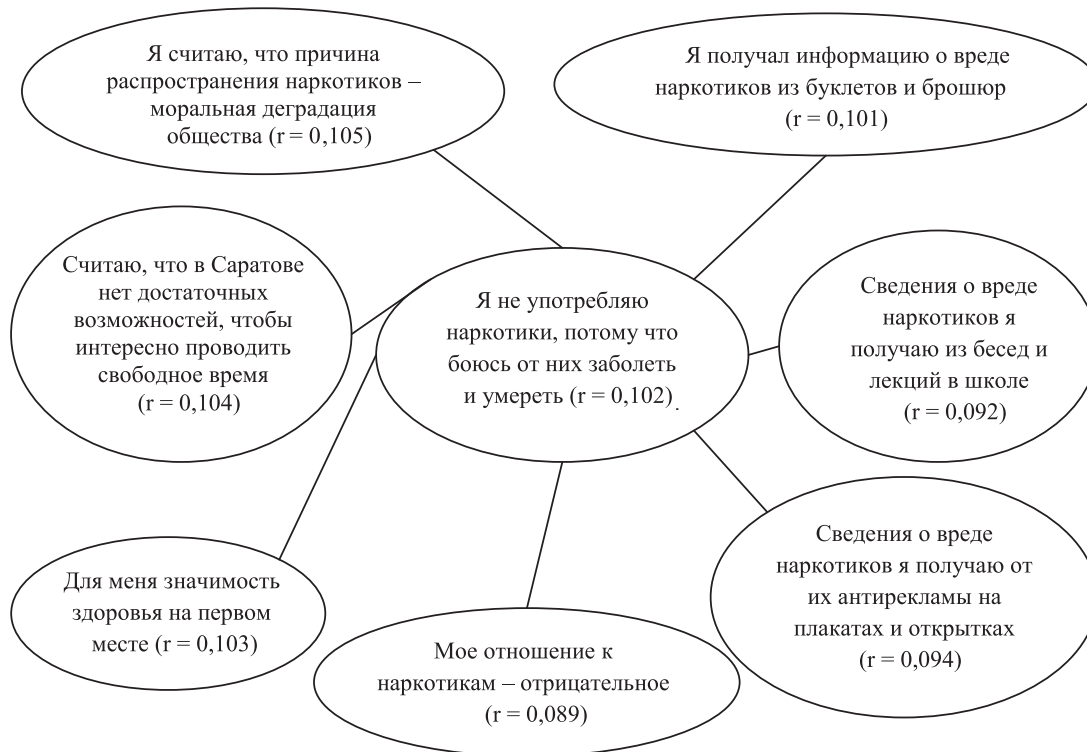 Я считаю, что причина
распространения наркотиков –
моральная деградация
общества (r = 0,105)
Я получал информацию о вреде
наркотиков из буклетов и брошюр
(r = 0,101)
Считаю, что в Саратове
нет достаточных
возможностей, чтобы
интересно проводить
свободное время
(r = 0,104)
Я не употребляю
наркотики, потому что
боюсь от них заболеть
и умереть (r = 0,102).
Сведения о вреде
наркотиков я
получаю из бесед и
лекций в школе
(r = 0,092)
Для меня значимость
здоровья на первом
месте (r = 0,103)
Мое отношение к
наркотикам – отрицательное
(r = 0,089)
Сведения о вреде
наркотиков я получаю от
их антирекламы на
плакатах и открытках
(r = 0,094)